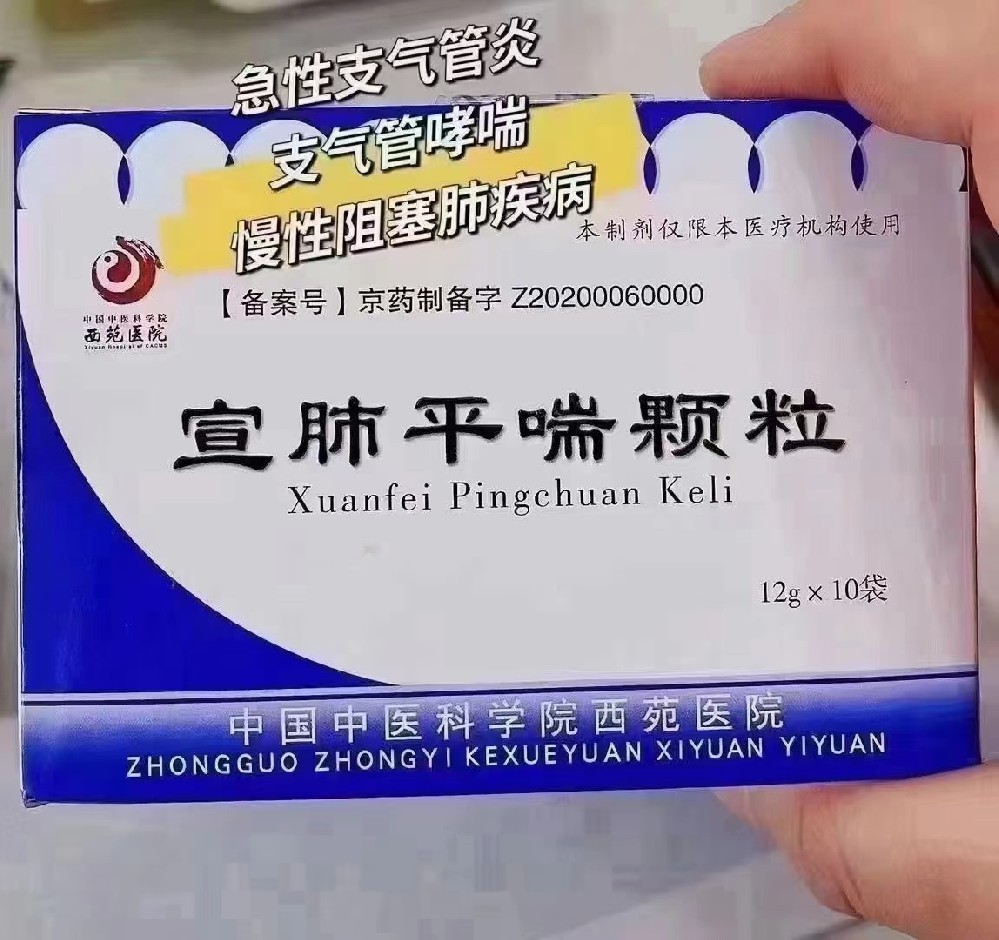 急性支气管炎
支气管哮喘
慢性阻塞肺疾病
本制剂仅限本医疗机构使用
【备案号】京药制备字 Z20200060000
中国中医科学院
西苑医院
Xiyuan Hospital of CACMS
宣肺平喘颗粒
Xuanfei Pingchuan Keli
12g×10袋
中国中医科学院西苑医院
ZHONGGUO ZHONGYI KEXUEYUAN XIYUAN YIYUAN